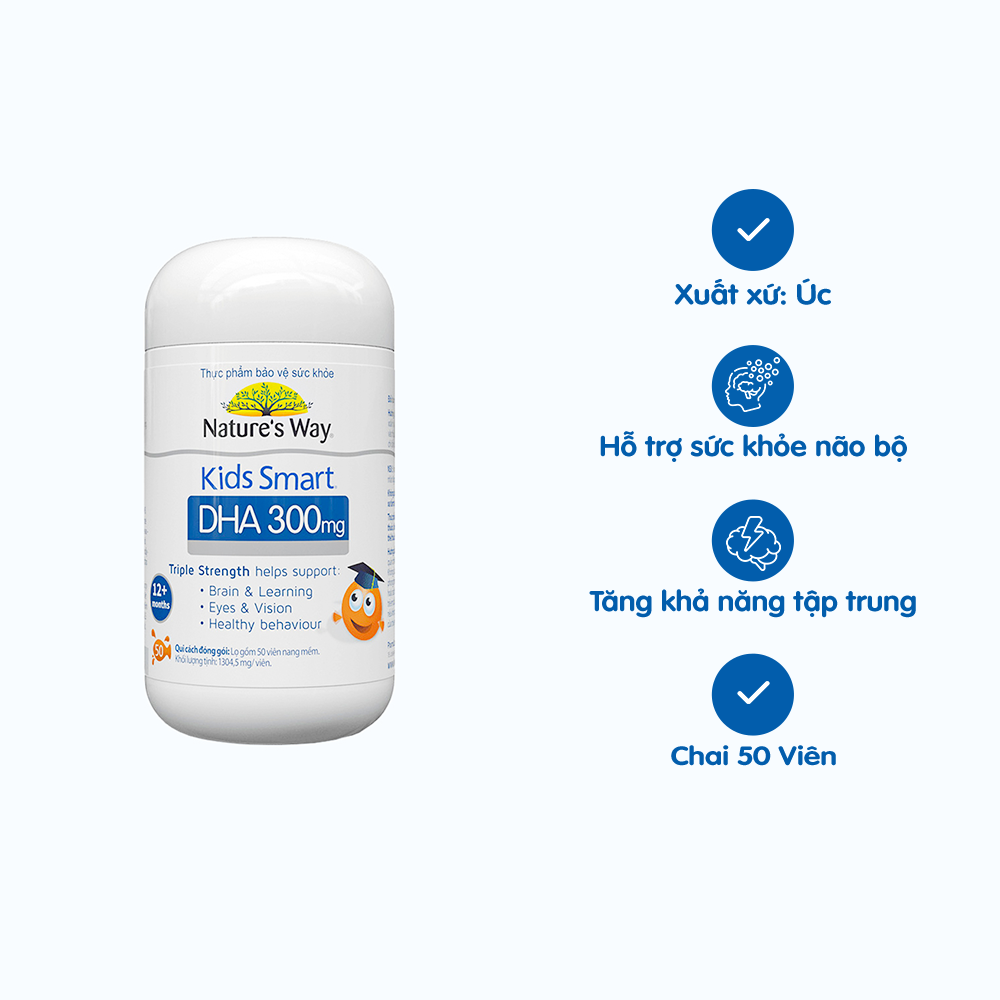 Thực phẩm bảo vệ sức khỏe
Nature's Way
Kids Smart
DHA 300mg
Triple Strength helps support:
• Brain & Learning
• Eyes & Vision
• Healthy behaviour
12+
months
50
Qui cách đóng gói: Lọ gồm 50 viên nang mềm.
Khối lượng tịnh: 1304,5 mg/ viên.
Xuất xứ: Úc
Hỗ trợ sức khỏe não bộ
Tăng khả năng tập trung
Chai 50 Viên